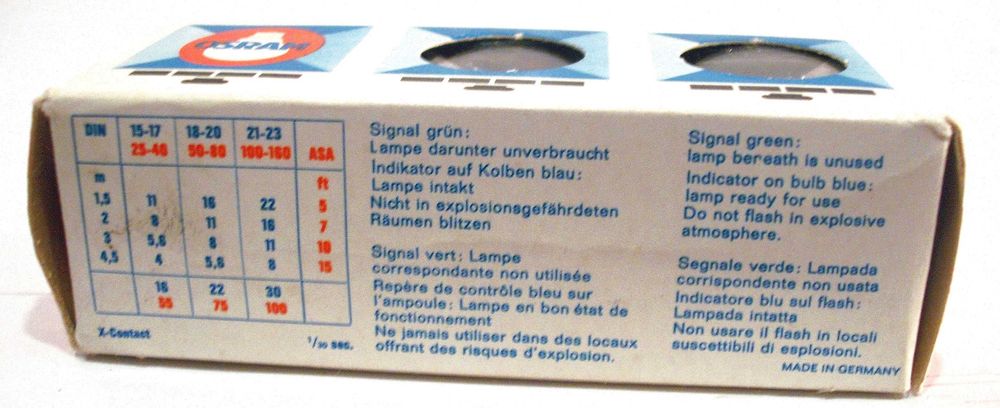 OSRAM
DIN 15-17 18-20 21-23
25-40 50-80 100-160 ASA
m ft
1,5 11 16 22 5
2 8 11 16 7
3 5,6 8 11 10
4,5 4 5,6 8 15
16 22 30
55 75 100
X-Contact 1/30 sec.
Signal grün:
Lampe darunter unverbraucht
Indikator auf Kolben blau:
Lampe intakt
Nicht in explosionsgefährdeten
Räumen blitzen
Signal vert: Lampe
correspondante non utilisée
Repère de contrôle bleu sur
l'ampoule: Lampe en bon état de
fonctionnement
Ne jamais utiliser dans des locaux
offrant des risques d'explosion.
Signal green:
lamp beneath is unused
Indicator on bulb blue:
lamp ready for use
Do not flash in explosive
atmosphere.
Segnale verde: Lampada
corrispondente non usata
Indicatore blu sul flash:
Lampada intatta
Non usare il flash in locali
suscettibili di esplosioni.
MADE IN GERMANY